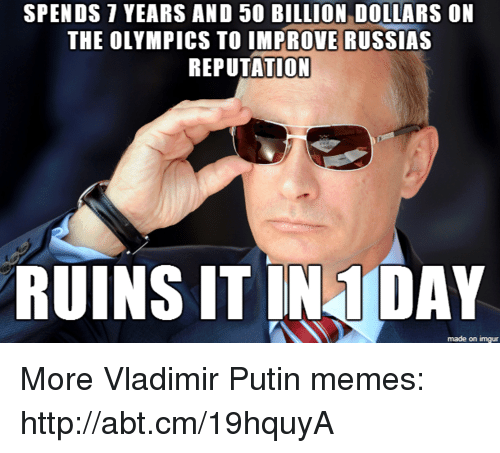 SPENDS 7 YEARS AND 50 BILLION DOLLARS ON
THE OLYMPICS TO IMPROVE RUSSIAS
REPUTATION
RUINS IT IN 1 DAY
made on imgur
More Vladimir Putin memes:
http://abt.cm/19hquyA